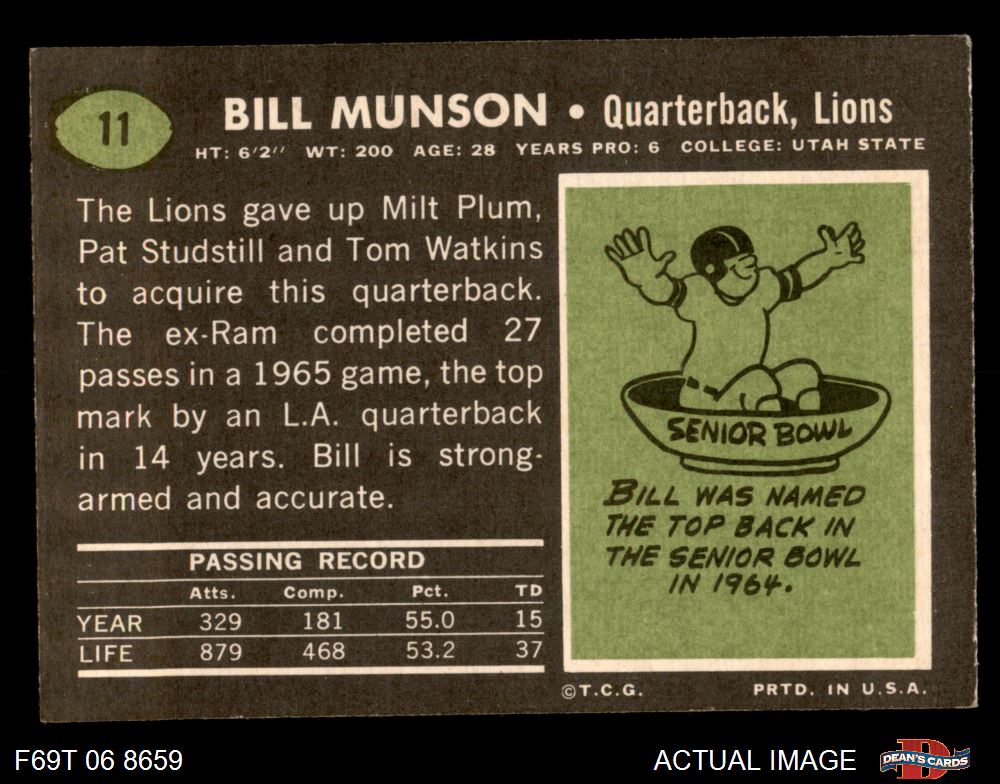 11
BILL MUNSON • Quarterback, Lions
HT: 6'2'' WT: 200 AGE: 28 YEARS PRO: 6 COLLEGE: UTAH STATE
The Lions gave up Milt Plum,
Pat Studstill and Tom Watkins
to acquire this quarterback.
The ex-Ram completed 27
passes in a 1965 game, the top
mark by an L.A. quarterback
in 14 years. Bill is strong-
armed and accurate.
PASSING RECORD
Atts. Comp. Pct. TD
YEAR 329 181 55.0 15
LIFE 879 468 53.2 37
SENIOR BOWL
BILL WAS NAMED
THE TOP BACK IN
THE SENIOR BOWL
IN 1964.
©T.C.G. PRTD. IN U.S.A.
F69T 06 8659 ACTUAL IMAGE
D
DEAN'S CARDS